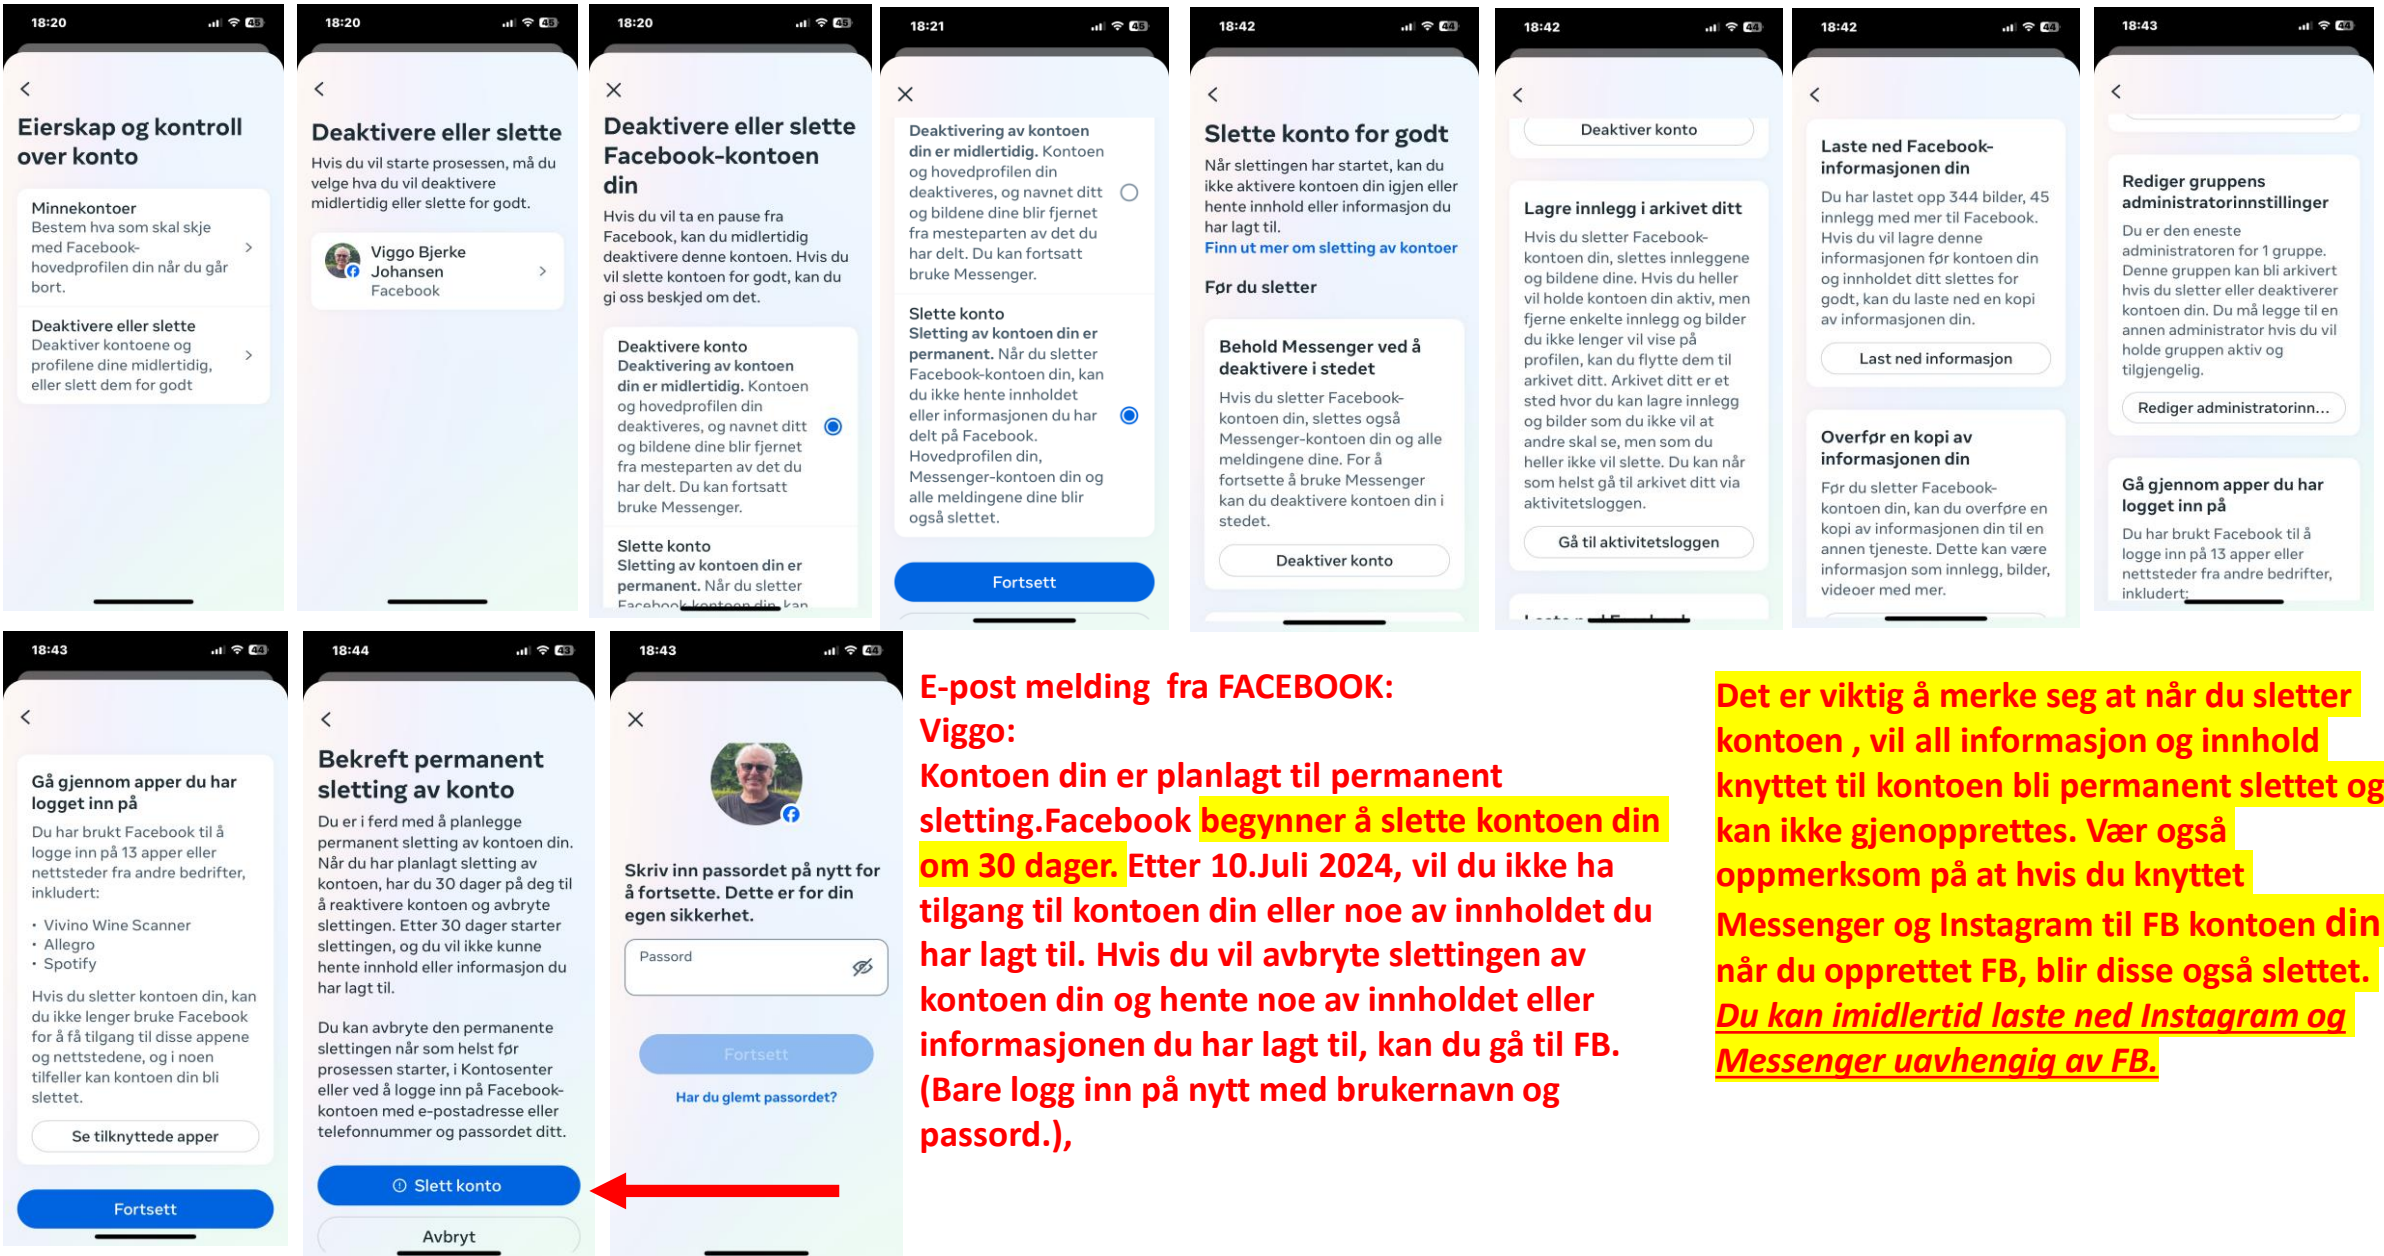 18:20
45
Eierskap og kontroll
over konto
Minnekontoer
Bestem hva som skal skje
med Facebook-
hovedprofilen din når du går
bort.
Deaktivere eller slette
Deaktiver kontoene og
profilene dine midlertidig,
eller slett dem for godt
18:20
45
Deaktivere eller slette
Hvis du vil starte prosessen, må du
velge hva du vil deaktivere
midlertidig eller slette for godt.
Viggo Bjerke
Johansen
Facebook
18:20
45
Deaktivere eller slette
Facebook-kontoen
din
Hvis du vil ta en pause fra
Facebook, kan du midlertidig
deaktivere denne kontoen. Hvis du
vil slette kontoen for godt, kan du
gi oss beskjed om det.
Deaktivere konto
Deaktivering av kontoen
din er midlertidig. Kontoen
og hovedprofilen din
deaktiveres, og navnet ditt
og bildene dine blir fjernet
fra mesteparten av det du
har delt. Du kan fortsatt
bruke Messenger.
Slette konto
Sletting av kontoen din er
permanent. Når du sletter
Facebook-kontoen din, kan
18:21
45
Deaktivering av kontoen
din er midlertidig. Kontoen
og hovedprofilen din
deaktiveres, og navnet ditt
og bildene dine blir fjernet
fra mesteparten av det du
har delt. Du kan fortsatt
bruke Messenger.
Slette konto
Sletting av kontoen din er
permanent. Når du sletter
Facebook-kontoen din, kan
du ikke hente innholdet
eller informasjonen du har
delt på Facebook.
Hovedprofilen din,
Messenger-kontoen din og
alle meldingene dine blir
også slettet.
Fortsett
18:42
44
Slette konto for godt
Når slettingen har startet, kan du
ikke aktivere kontoen din igjen eller
hente innhold eller informasjon du
har lagt til.
Finn ut mer om sletting av kontoer
Før du sletter
Behold Messenger ved å
deaktivere i stedet
Hvis du sletter Facebook-
kontoen din, slettes også
Messenger-kontoen din og alle
meldingene dine. For å
fortsette å bruke Messenger
kan du deaktivere kontoen din i
stedet.
Deaktiver konto
18:42
44
Deaktiver konto
Lagre innlegg i arkivet ditt
Hvis du sletter Facebook-
kontoen din, slettes innleggene
og bildene dine. Hvis du heller
vil holde kontoen din aktiv, men
fjerne enkelte innlegg og bilder
du ikke lenger vil vise på
profilen, kan du flytte dem til
arkivet ditt. Arkivet ditt er et
sted hvor du kan lagre innlegg
og bilder som du ikke vil at
andre skal se, men som du
heller ikke vil slette. Du kan når
som helst gå til arkivet ditt via
aktivitetsloggen.
Gå til aktivitetsloggen
18:42
44
Laste ned Facebook-
informasjonen din
Du har lastet opp 344 bilder, 45
innlegg med mer til Facebook.
Hvis du vil lagre denne
informasjonen før kontoen din
og innholdet ditt slettes for
godt, kan du laste ned en kopi
av informasjonen din.
Last ned informasjon
Overfør en kopi av
informasjonen din
Før du sletter Facebook-
kontoen din, kan du overføre en
kopi av informasjonen din til en
annen tjeneste. Dette kan være
informasjon som innlegg, bilder,
videoer med mer.
18:43
44
Rediger gruppens
administratorinnstillinger
Du er den eneste
administratoren for 1 gruppe.
Denne gruppen kan bli arkivert
hvis du sletter eller deaktiverer
kontoen din. Du må legge til en
annen administrator hvis du vil
holde gruppen aktiv og
tilgjengelig.
Rediger administratorinn...
Gå gjennom apper du har
logget inn på
Du har brukt Facebook til å
logge inn på 13 apper eller
nettsteder fra andre bedrifter,
inkludert:
18:43
44
Gå gjennom apper du har
logget inn på
Du har brukt Facebook til å
logge inn på 13 apper eller
nettsteder fra andre bedrifter,
inkludert:
• Vivino Wine Scanner
• Allegro
• Spotify
Hvis du sletter kontoen din, kan
du ikke lenger bruke Facebook
for å få tilgang til disse appene
og nettstedene, og i noen
tilfeller kan kontoen din bli
slettet.
Se tilknyttede apper
Fortsett
18:44
43
Bekreft permanent
sletting av konto
Du er i ferd med å planlegge
permanent sletting av kontoen din.
Når du har planlagt sletting av
kontoen, har du 30 dager på deg til
å reaktivere kontoen og avbryte
slettingen. Etter 30 dager starter
slettingen, og du vil ikke kunne
hente innhold eller informasjon du
har lagt til.
Du kan avbryte den permanente
slettingen når som helst før
prosessen starter, i Kontosenter
eller ved å logge inn på Facebook-
kontoen med e-postadresse eller
telefonnummer og passordet ditt.
Slett konto
Avbryt
18:43
44
Skriv inn passordet på nytt for
å fortsette. Dette er for din
egen sikkerhet.
Passord
Fortsett
Har du glemt passordet?
E-post melding fra FACEBOOK:
Viggo:
Kontoen din er planlagt til permanent
sletting.Facebook begynner å slette kontoen din
om 30 dager. Etter 10.Juli 2024, vil du ikke ha
tilgang til kontoen din eller noe av innholdet du
har lagt til. Hvis du vil avbryte slettingen av
kontoen din og hente noe av innholdet eller
informasjonen du har lagt til, kan du gå til FB.
(Bare logg inn på nytt med brukernavn og
passord.),
Det er viktig å merke seg at når du sletter
kontoen , vil all informasjon og innhold
knyttet til kontoen bli permanent slettet og
kan ikke gjenopprettes. Vær også
oppmerksom på at hvis du knyttet
Messenger og Instagram til FB kontoen din
når du opprettet FB, blir disse også slettet.
Du kan imidlertid laste ned Instagram og
Messenger uavhengig av FB.